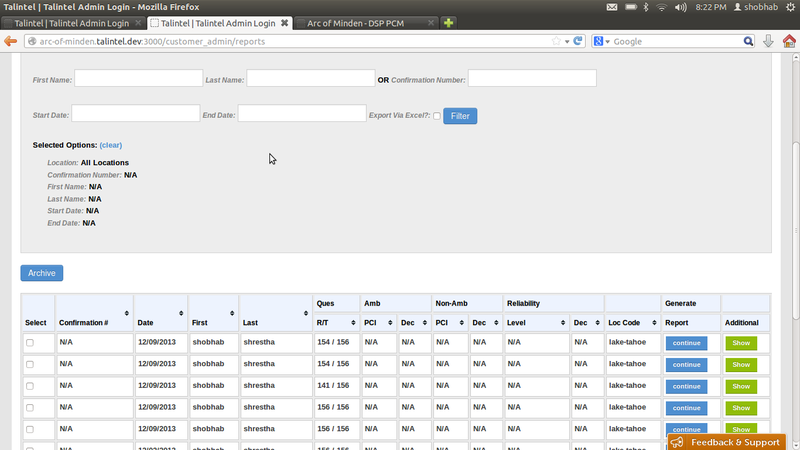 Talintel | Talintel Admin Login - Mozilla Firefox
8:22 PM shobhab
Talintel | Talintel Admin Login
Talintel | Talintel Admin Login
Arc of Minden - DSP PCM
arc-of-minden.talintel.dev:3000/customer_admin/reports
Google
First Name: Last Name: OR Confirmation Number:
Start Date: End Date: Export Via Excel?: Filter
Selected Options: (clear)
Location: All Locations
Confirmation Number: N/A
First Name: N/A
Last Name: N/A
Start Date: N/A
End Date: N/A
Archive
Ques Amb Non-Amb Reliability Generate
Select Confirmation # Date First Last R/T PCI Dec PCI Dec Level Dec Loc Code Report Additional
N/A 12/09/2013 shobhab shrestha 154 / 156 N/A N/A N/A N/A N/A N/A lake-tahoe continue Show
N/A 12/09/2013 shobhab shrestha 154 / 156 N/A N/A N/A N/A N/A N/A lake-tahoe continue Show
N/A 12/09/2013 shobhab shrestha 141 / 156 N/A N/A N/A N/A N/A N/A lake-tahoe continue Show
N/A 12/09/2013 shobhab shrestha 156 / 156 N/A N/A N/A N/A N/A N/A lake-tahoe continue Show
N/A 12/09/2013 shobhab shrestha 156 / 156 N/A N/A N/A N/A N/A N/A lake-tahoe continue Show
Feedback & Support